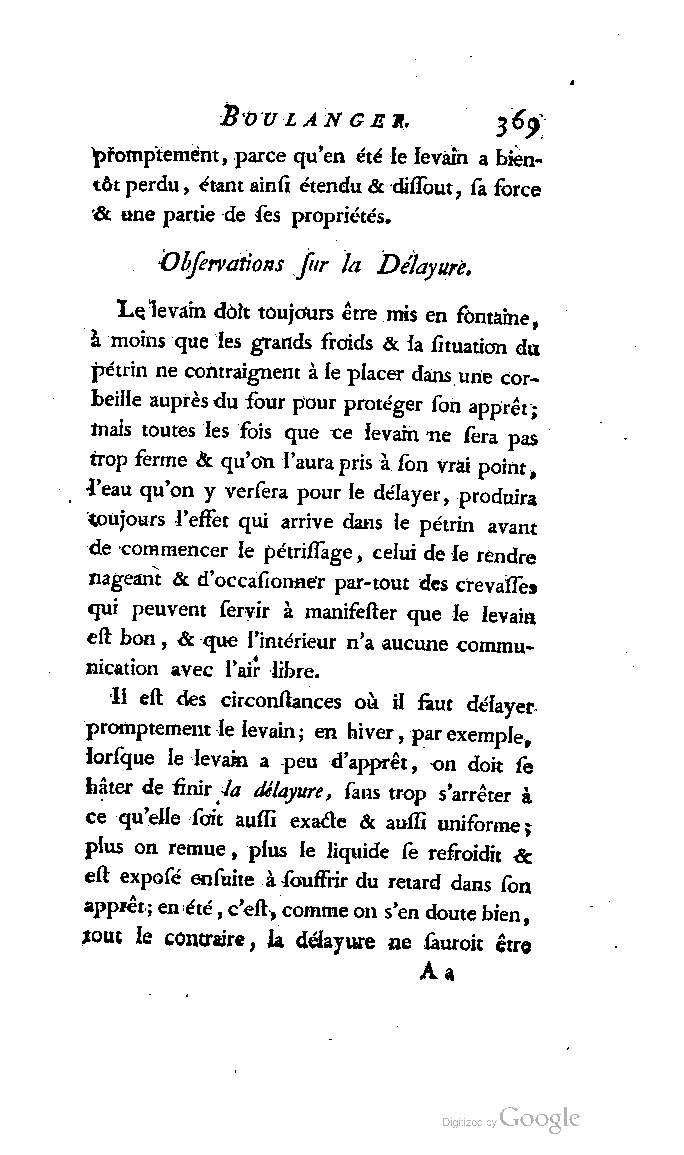 BOULANGER. 369
promptement, parce qu'en été le levain a bien-
tôt perdu, étant ainſi étendu & diſſout, ſa force
& une partie de ſes propriétés.
Obſervations ſur la Délayure.
Le levain doit toujours être mis en fontaine,
à moins que les grands froids & la ſituation du
pétrin ne contraignent à le placer dans une cor-
beille auprès du four pour protéger ſon apprêt;
mais toutes les fois que ce levain ne ſera pas
trop ferme & qu'on l'aura pris à ſon vrai point,
l'eau qu'on y verſera pour le délayer, produira
toujours l'effet qui arrive dans le pétrin avant
de commencer le pétriſſage, celui de le rendre
nageant & d'occaſionner par-tout des crevaſſes
qui peuvent ſervir à manifeſter que le levain
eſt bon, & que l'intérieur n'a aucune commu-
nication avec l'air libre.
Il eſt des circonſtances où il faut délayer
promptement le levain; en hiver, par exemple,
lorſque le levain a peu d'apprêt, on doit ſe
hâter de finir la délayure, ſans trop s'arrêter à
ce qu'elle ſoit auſſi exacte & auſſi uniforme;
plus on remue, plus le liquide ſe refroidit &
eſt expoſé enſuite à ſouffrir du retard dans ſon
apprêt; en été, c'eſt, comme on s'en doute bien,
tout le contraire, la délayure ne ſauroit être
A a
Digitized by Google